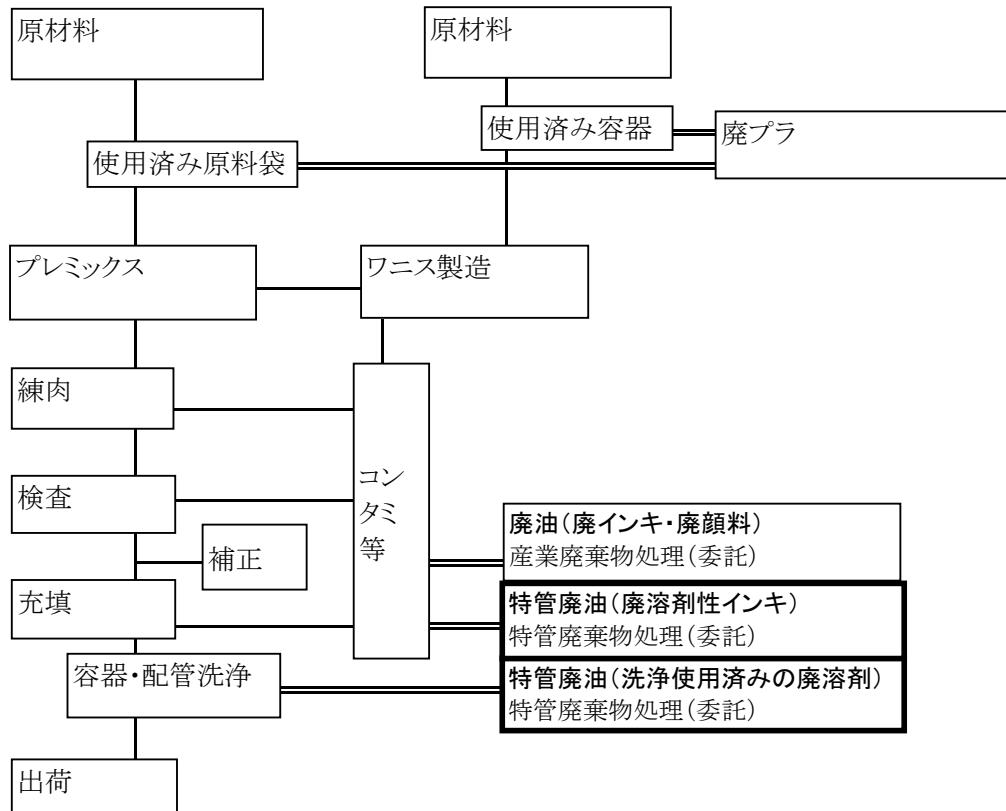 原材料
原材料
使用済み容器
廃プラ
使用済み原料袋
プレミックス
ワニス製造
練肉
コン
タミ
等
検査
廃油（廃インキ・廃顔料）
産業廃棄物処理（委託）
補正
充填
特管廃油（廃溶剤性インキ）
特管廃棄物処理（委託）
容器・配管洗浄
特管廃油（洗浄使用済みの廃溶剤）
特管廃棄物処理（委託）
出荷